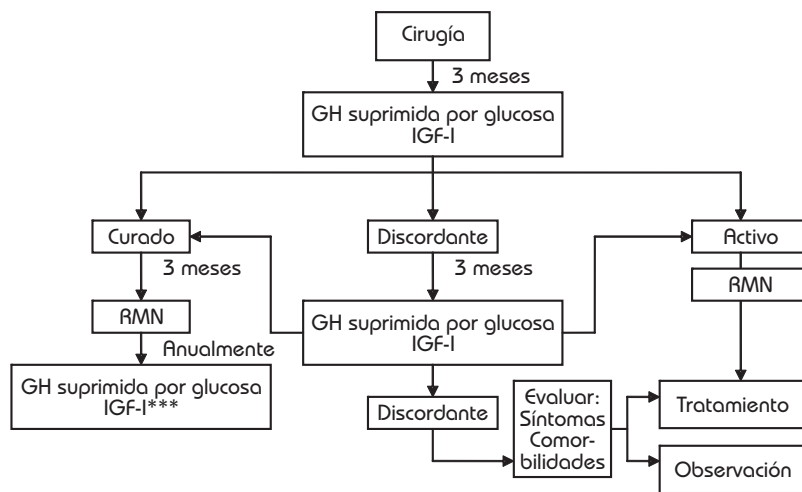 Cirugía
3 meses
GH suprimida por glucosa
IGF-I
Curado
Discordante
Activo
3 meses
3 meses
RMN
RMN
GH suprimida por glucosa
IGF-I
Anualmente
GH suprimida por glucosa
IGF-I***
Discordante
Evaluar:
Síntomas
Comor-
bilidades
Tratamiento
Observación